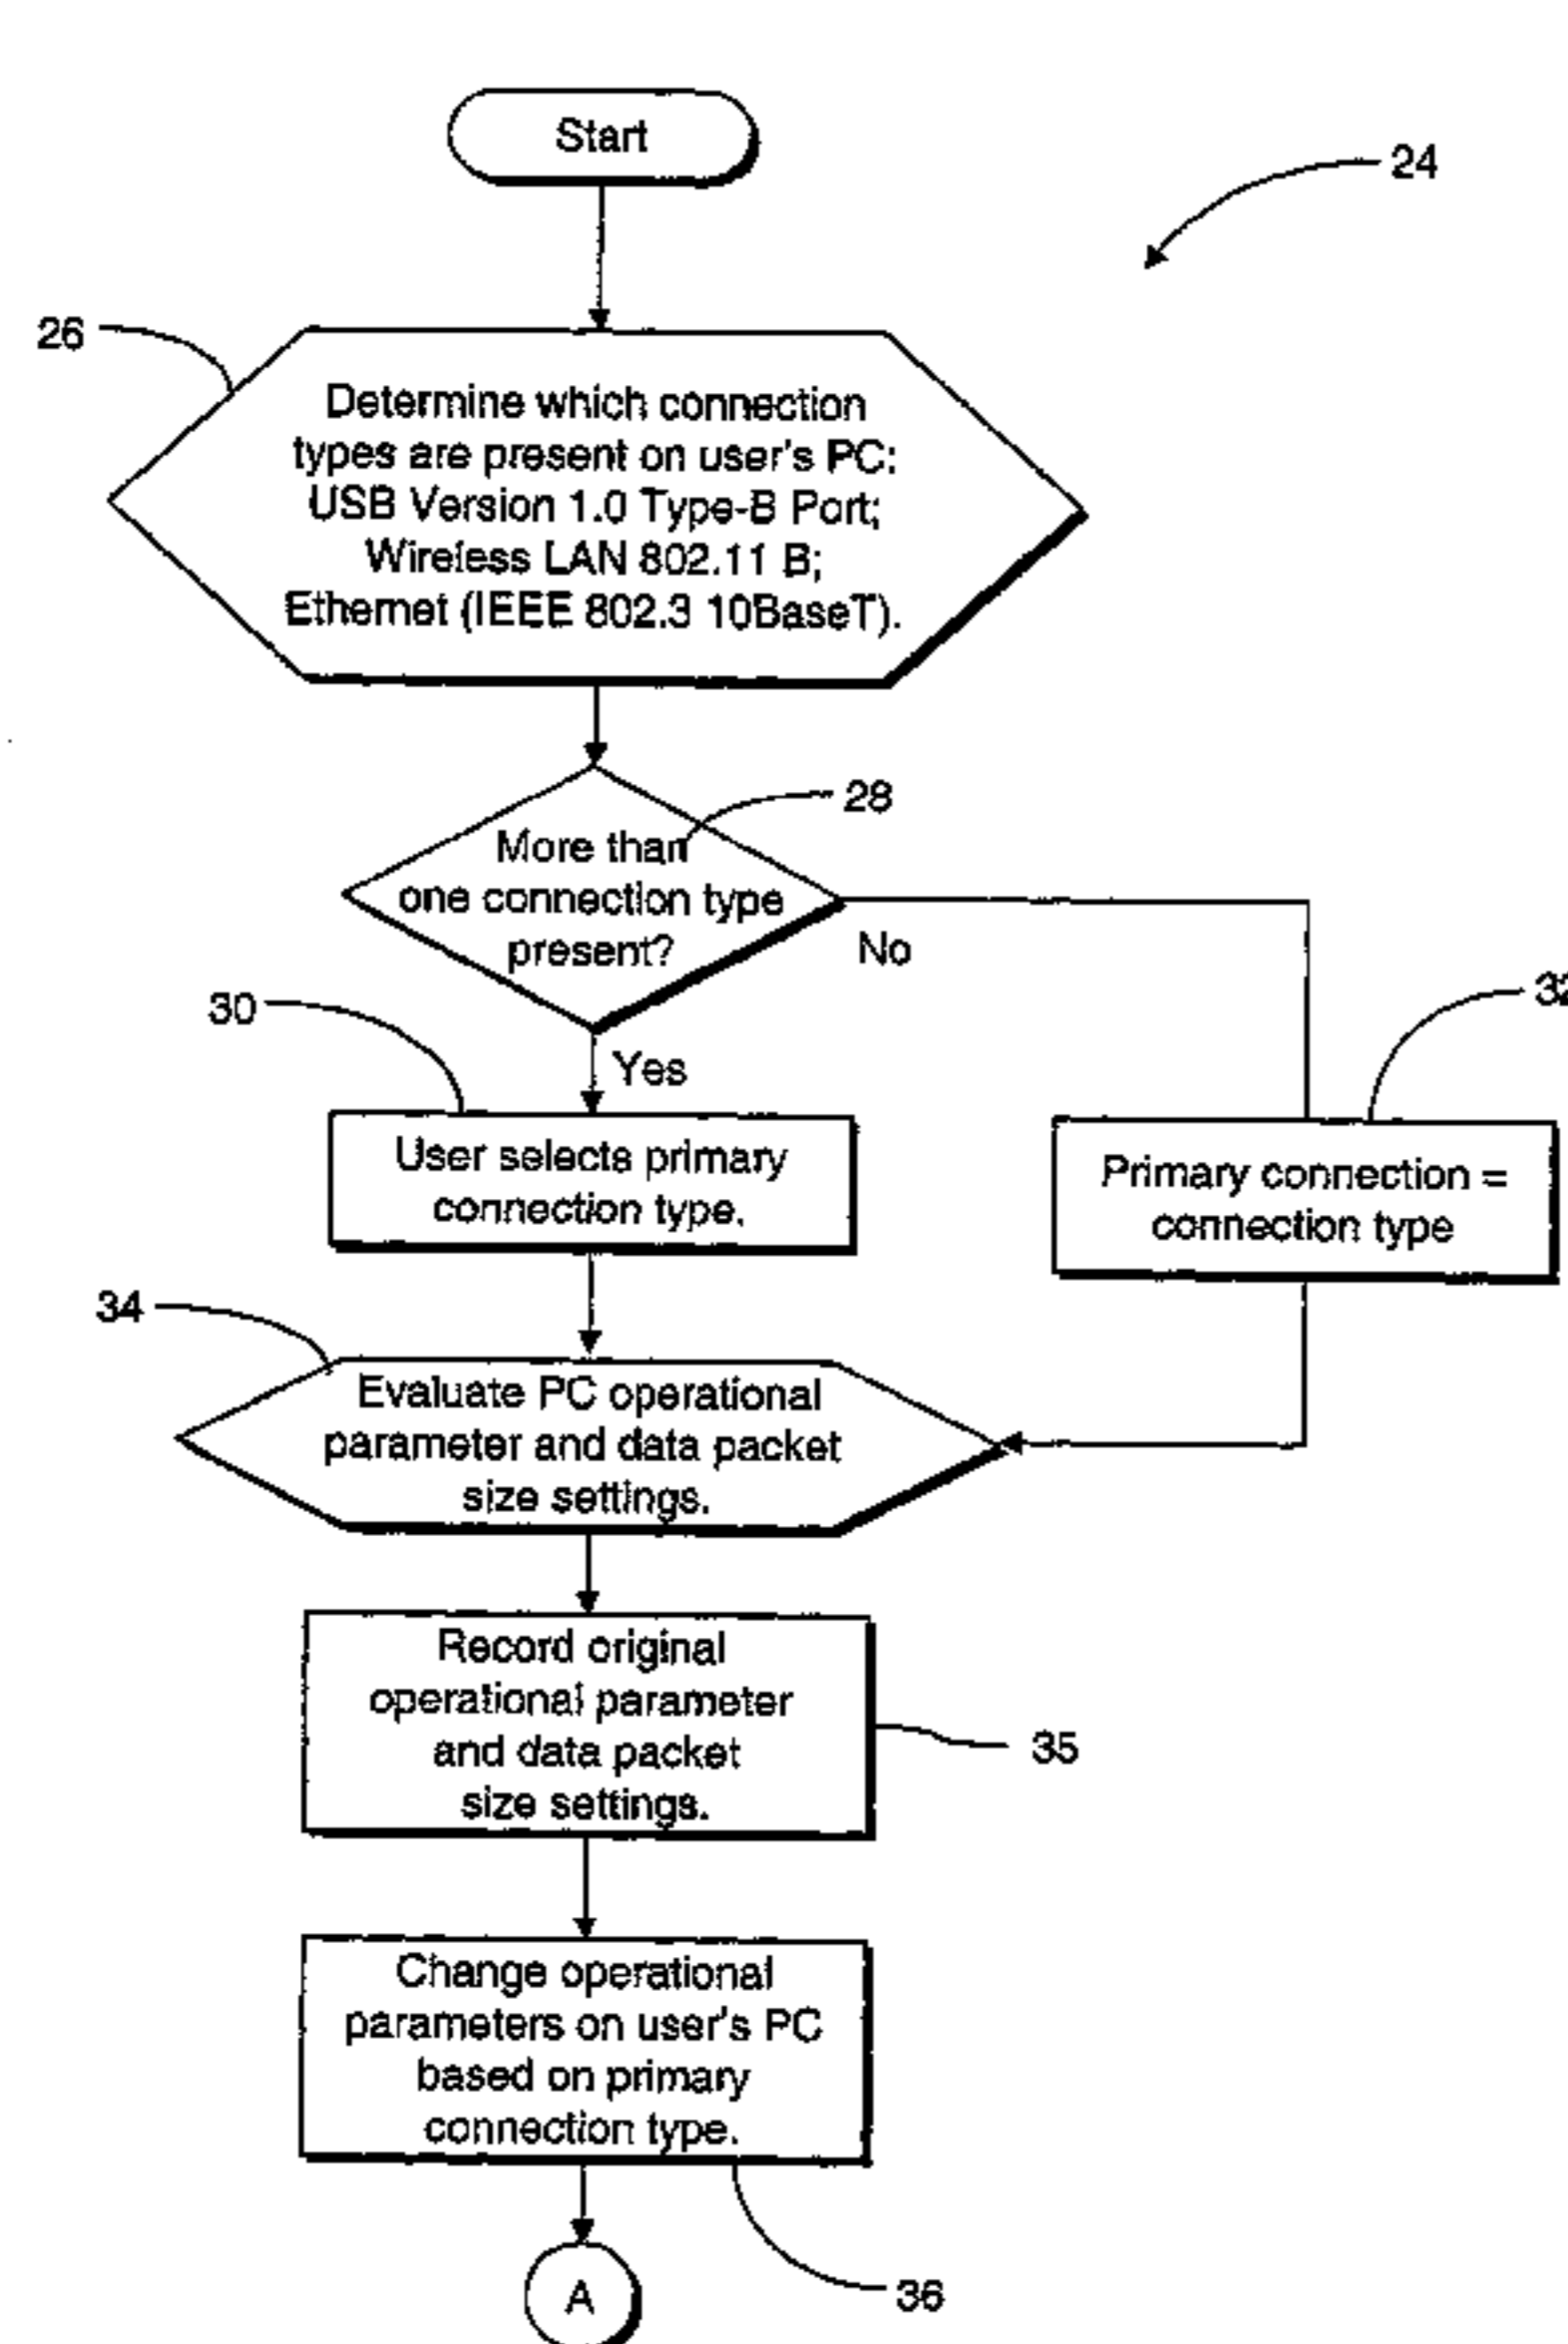 Start
24
26
Determine which connection
types are present on user's PC:
USB Version 1.0 Type-B Port;
Wireless LAN 802.11 B;
Ethernet (IEEE 802.3 10BaseT).
28
More than
one connection type
present?
No
30
32
Yes
User selects primary
connection type.
Primary connection =
connection type
34
Evaluate PC operational
parameter and data packet
size settings.
Record original
operational parameter
and data packet
size settings.
35
Change operational
parameters on user's PC
based on primary
connection type.
36
A